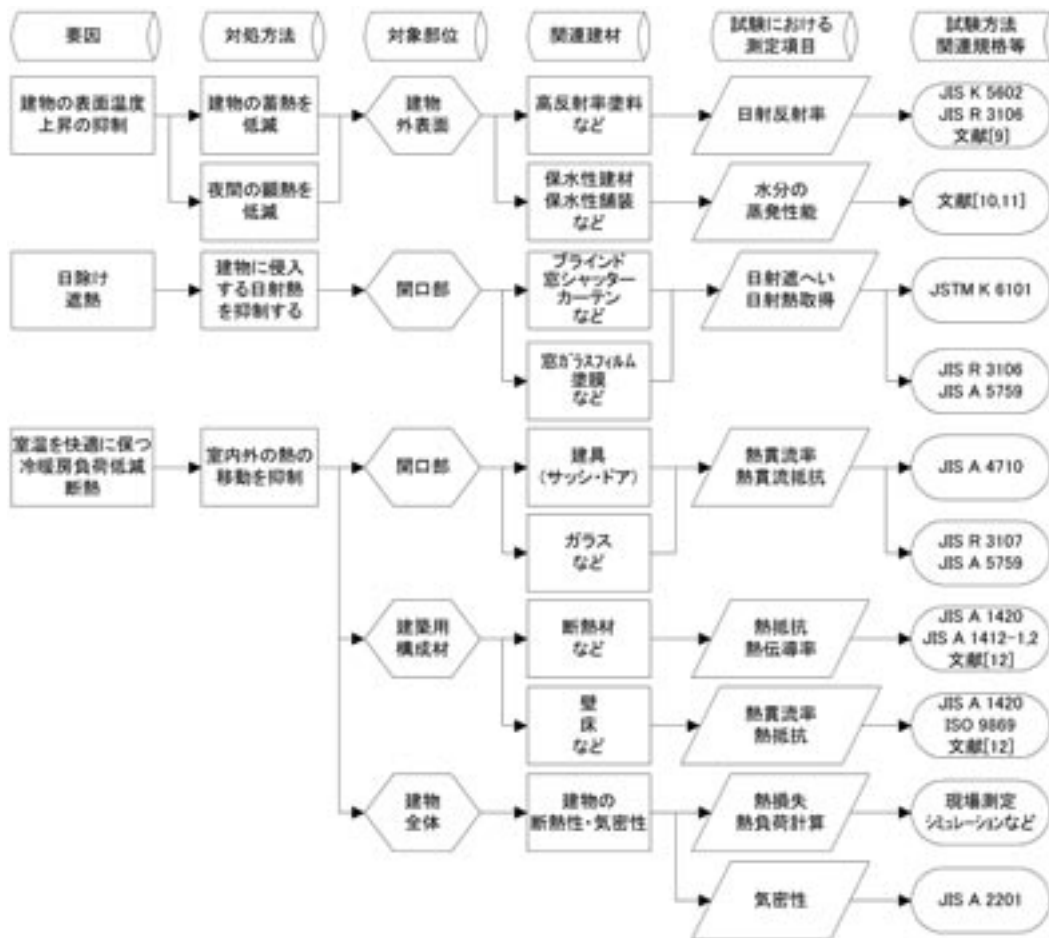 要因
対処方法
対象部位
関連建材
試験における
測定項目
試験方法
関連規格等
建物の表面温度
上昇の抑制
建物の蓄熱を
低減
建物
外表面
高反射率塗料
など
日射反射率
JIS K 5602
JIS R 3106
文献[9]
夜間の顕熱を
低減
保水性建材
保水性舗装
など
水分の
蒸発性能
文献[10,11]
日除け
遮熱
建物に侵入
する日射熱
を抑制する
開口部
ブラインド
窓シャッター
カーテン
など
日射遮へい
日射熱取得
JSTM K 6101
窓ガラスフィルム
塗膜
など
JIS R 3106
JIS A 5759
室温を快適に保つ
冷暖房負荷低減
断熱
室内外の熱の
移動を抑制
開口部
建具
(サッシ・ドア)
熱貫流率
熱貫流抵抗
JIS A 4710
ガラス
など
JIS R 3107
JIS A 5759
建築用
構成材
断熱材
など
熱抵抗
熱伝導率
JIS A 1420
JIS A 1412-1,2
文献[12]
壁
床
など
熱貫流率
熱抵抗
JIS A 1420
ISO 9869
文献[12]
建物
全体
建物の
断熱性・気密性
熱損失
熱負荷計算
現場測定
シミュレーションなど
気密性
JIS A 2201